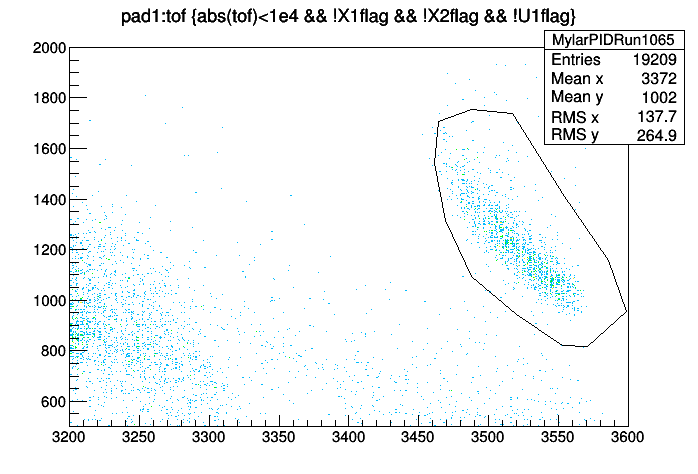 pad1:tof {abs(tof)<1e4 && !X1flag && !X2flag && !U1flag}
MylarPIDRun1065
Entries 19209
Mean x 3372
Mean y 1002
RMS x 137.7
RMS y 264.9
2000
1800
1600
1400
1200
1000
800
600
3200 3250 3300 3350 3400 3450 3500 3550 3600